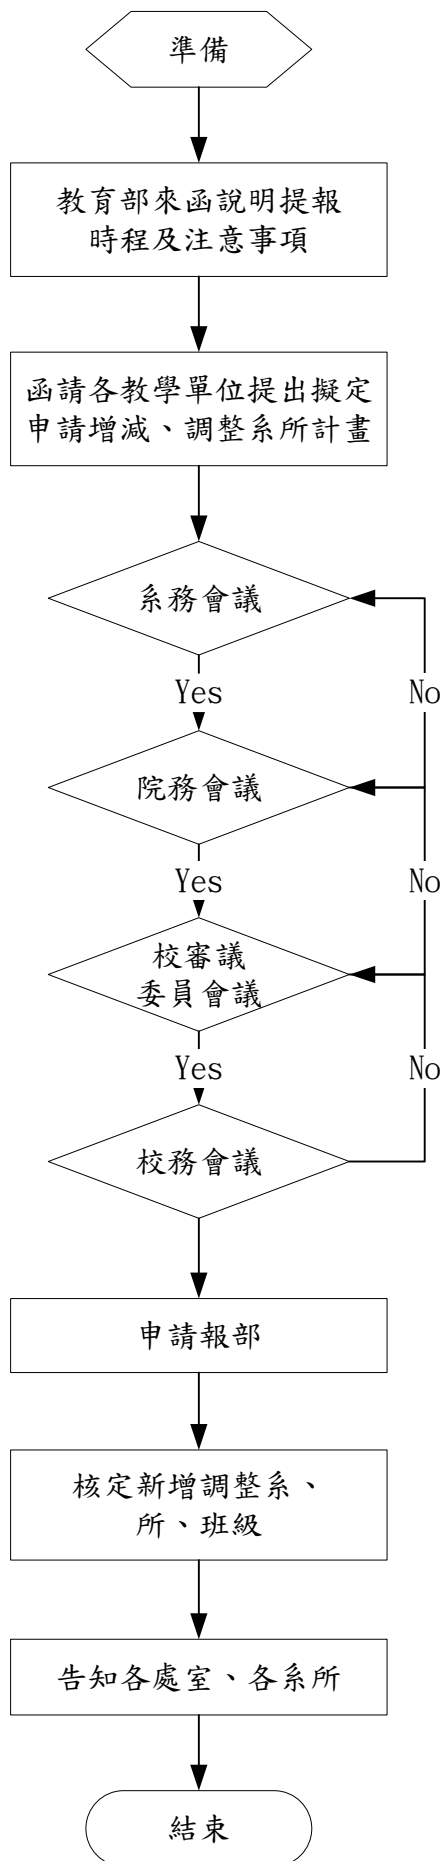 準備
教育部來函說明提報
時程及注意事項
函請各教學單位提出擬定
申請增減、調整系所計畫
系務會議
Yes
No
院務會議
Yes
No
校審議
委員會議
Yes
No
校務會議
申請報部
核定新增調整系、
所、班級
告知各處室、各系所
結束